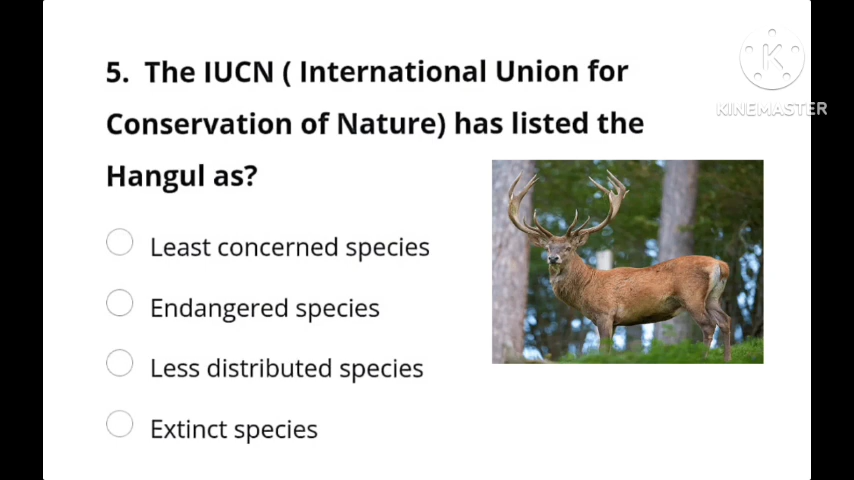 5. The IUCN ( International Union for
Conservation of Nature) has listed the
Hangul as?
Least concerned species
Endangered species
Less distributed species
Extinct species
K
KINEMASTER